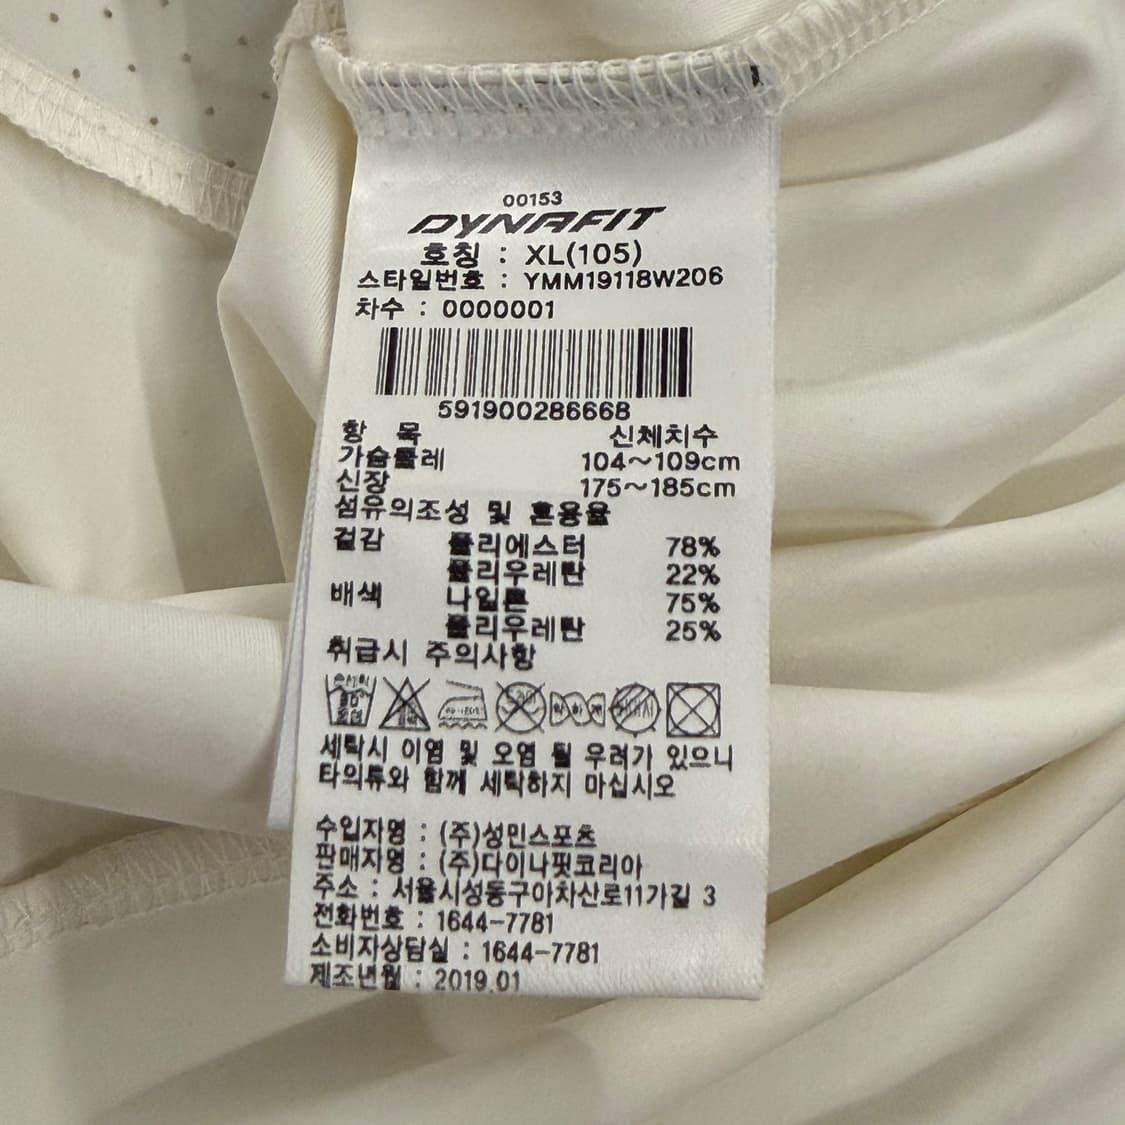 00153
DYNAFIT
호칭 : XL(105)
스타일번호 : YMM19118W206
차수 : 0000001
591900286668
항 목 신체치수
가슴둘레 104~109cm
신장 175~185cm
섬유의조성 및 혼용율
겉감 폴리에스터 78%
폴리우레탄 22%
배색 나일론 75%
폴리우레탄 25%
취급시 주의사항
세탁시 이염 및 오염 될 우려가 있으니
타의류와 함께 세탁하지 마십시오
수입자명 : (주)성민스포츠
판매자명 : (주)다이나핏코리아
주소 : 서울시성동구아차산로11가길 3
전화번호 : 1644-7781
소비자상담실 : 1644-7781
제조년월 : 2019.01